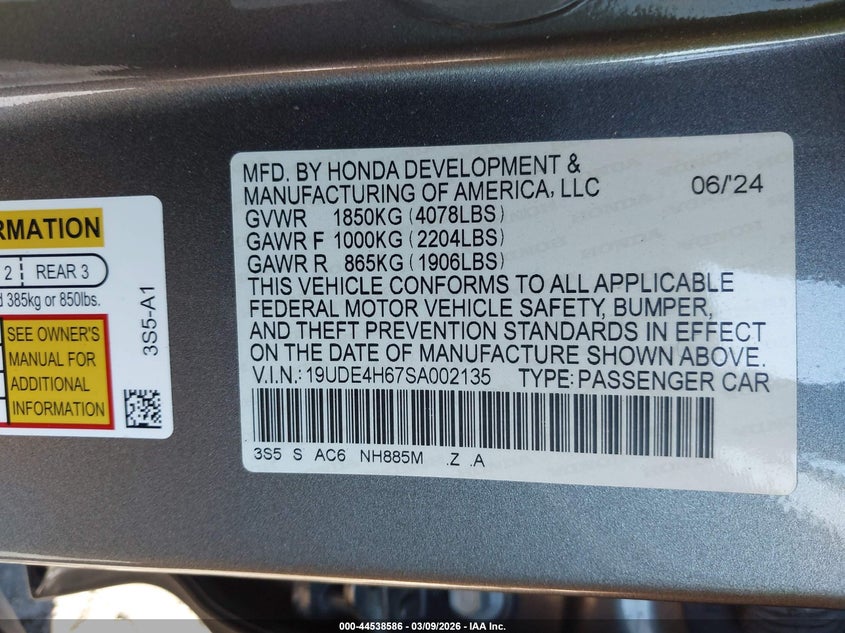 MFD. BY HONDA DEVELOPMENT &
MANUFACTURING OF AMERICA, LLC 06/'24
GVWR 1850KG (4078LBS)
GAWR F 1000KG (2204LBS)
GAWR R 865KG (1906LBS)
THIS VEHICLE CONFORMS TO ALL APPLICABLE
FEDERAL MOTOR VEHICLE SAFETY, BUMPER,
AND THEFT PREVENTION STANDARDS IN EFFECT
ON THE DATE OF MANUFACTURE SHOWN ABOVE.
V.I.N.: 19UDE4H67SA002135 TYPE: PASSENGER CAR
3S5 S AC6 NH885M .Z .A
RMATION
2 REAR 3
385kg or 850lbs.
SEE OWNER'S
MANUAL FOR
ADDITIONAL
INFORMATION
3S5-A1
000-44538586 - 03/09/2026 - IAA Inc.